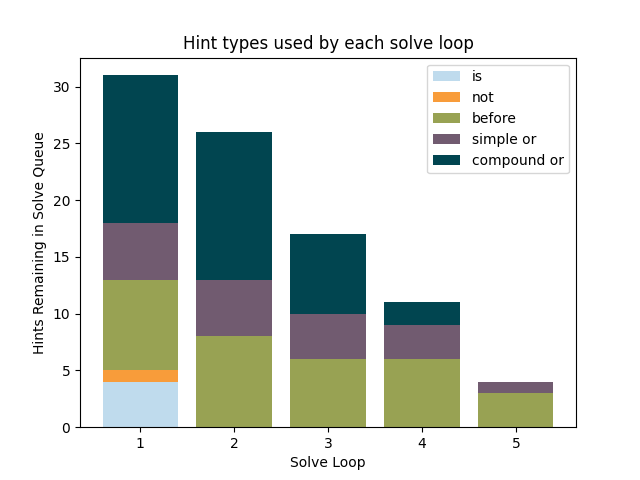 Hint types used by each solve loop
Hints Remaining in Solve Queue
30
25
20
15
10
5
0
is
not
before
simple or
compound or
1 2 3 4 5
Solve Loop